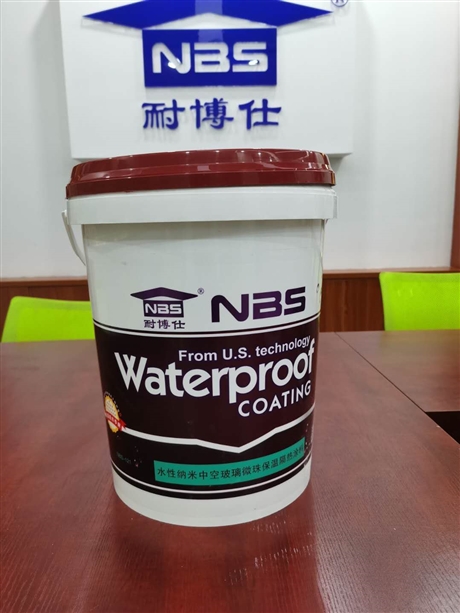 ®
NBS
耐博仕
NBS
®
耐博仕
NBS
From U.S. technology
Waterproof
COATING
水性纳米中空玻璃微珠保温隔热涂料